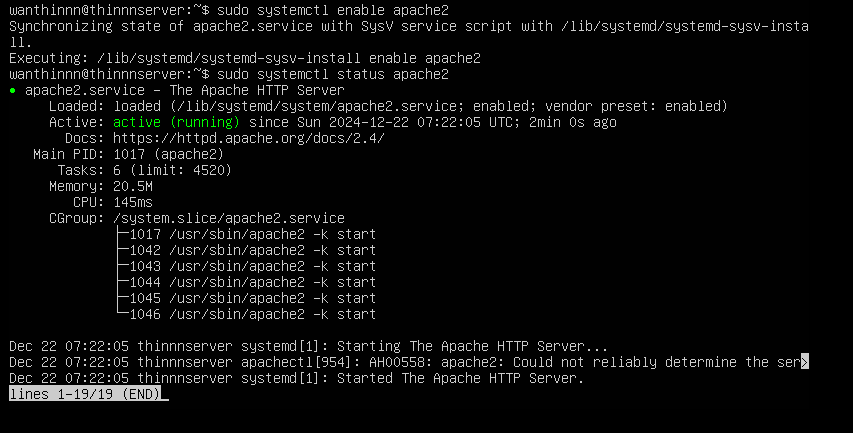 wanthinnn@thinnnserver:~$ sudo systemctl enable apache2
Synchronizing state of apache2.service with SysV service script with /lib/systemd/systemd-sysv-insta
ll.
Executing: /lib/systemd/systemd-sysv-install enable apache2
wanthinnn@thinnnserver:~$ sudo systemctl status apache2
● apache2.service – The Apache HTTP Server
Loaded: loaded (/lib/systemd/system/apache2.service; enabled; vendor preset: enabled)
Active: active (running) since Sun 2024-12-22 07:22:05 UTC; 2min 0s ago
Docs: https://httpd.apache.org/docs/2.4/
Main PID: 1017 (apache2)
Tasks: 6 (limit: 4520)
Memory: 20.5M
CPU: 145ms
CGroup: /system.slice/apache2.service
├─1017 /usr/sbin/apache2 -k start
├─1042 /usr/sbin/apache2 -k start
├─1043 /usr/sbin/apache2 -k start
├─1044 /usr/sbin/apache2 -k start
├─1045 /usr/sbin/apache2 -k start
└─1046 /usr/sbin/apache2 -k start
Dec 22 07:22:05 thinnnserver systemd[1]: Starting The Apache HTTP Server...
Dec 22 07:22:05 thinnnserver apachectl[954]: AH00558: apache2: Could not reliably determine the ser>
Dec 22 07:22:05 thinnnserver systemd[1]: Started The Apache HTTP Server.
lines 1-19/19 (END)